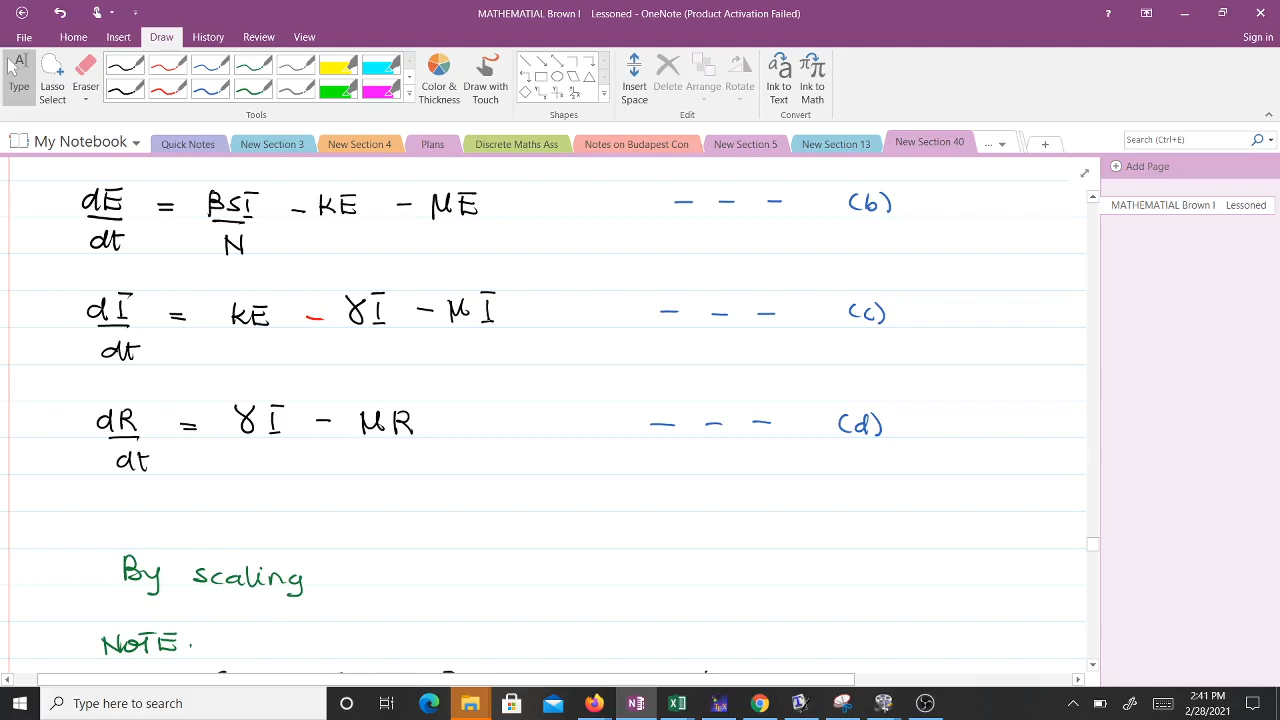 MATHEMATIAL Brown I Lessoned - OneNote (Product Activation Failed)
File Home Insert Draw History Review View Sign in
Type Lasso Select Eraser Color & Thickness Draw with Touch Insert Space Delete Arrange Rotate Ink to Text Ink to Math
Tools Shapes Edit Convert
My Notebook Quick Notes New Section 3 New Section 4 Plans Discrete Maths Ass Notes on Budapest Con New Section 5 New Section 13 New Section 40 ... Search (Ctrl+E)
Add Page
MATHEMATIAL Brown I Lessoned
dE/dt = βSI/N - kE - μE - - - (b)
dI/dt = kE - γI - μI - - - (c)
dR/dt = γI - μR - - - (d)
By scaling
NOTE.
Type here to search
2:41 PM
2/28/2021